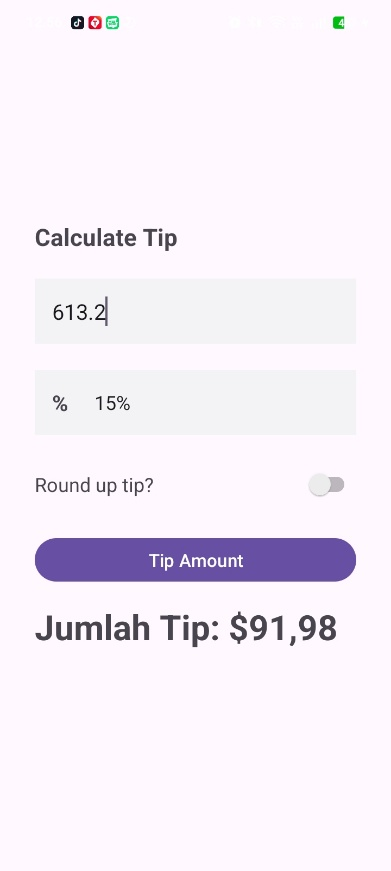 Calculate Tip
613.2
% 15%
Round up tip?
Tip Amount
Jumlah Tip: $91,98